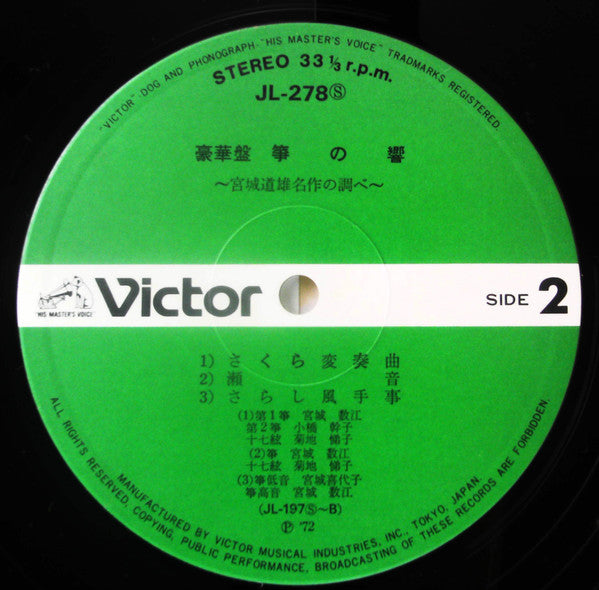 "VICTOR" DOG AND PHONOGRAPH-"HIS MASTER'S VOICE" TRADMARKS REGISTERED.
STEREO 33 ⅓ r.p.m.
JL-278Ⓢ
豪華盤 箏の響
〜宮城道雄名作の調べ〜
"HIS MASTER'S VOICE"
Victor
SIDE 2
1) さくら変奏曲
2) 瀬音
3) さらし風手事
(1)第1箏 宮城 数江
第2箏 小橋 幹子
十七絃 菊地 悌子
(2)箏 宮城 数江
十七絃 菊地 悌子
(3)箏低音 宮城喜代子
箏高音 宮城 数江
(JL-197Ⓢ~B)
Ⓟ '72
ALL RIGHTS RESERVED. COPYING, PUBLIC PERFORMANCE, BROADCASTING OF THESE RECORDS ARE FORBIDDEN.
MANUFACTURED BY VICTOR MUSICAL INDUSTRIES, INC., TOKYO, JAPAN.